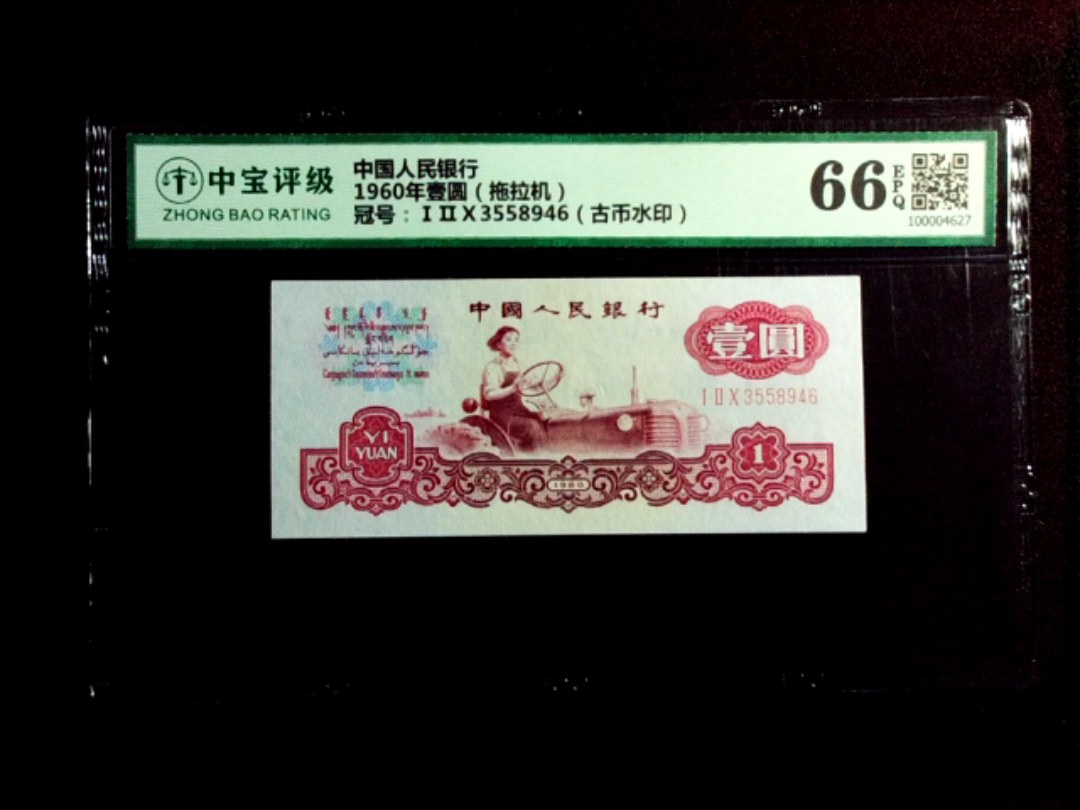 中宝评级
ZHONG BAO RATING
中国人民银行
1960年壹圆（拖拉机）
冠号：ⅠⅡⅩ3558946（古币水印）
66
EPQ
100004627
中國人民銀行
壹圓
ⅠⅡⅩ3558946
YI
YUAN
1960
1